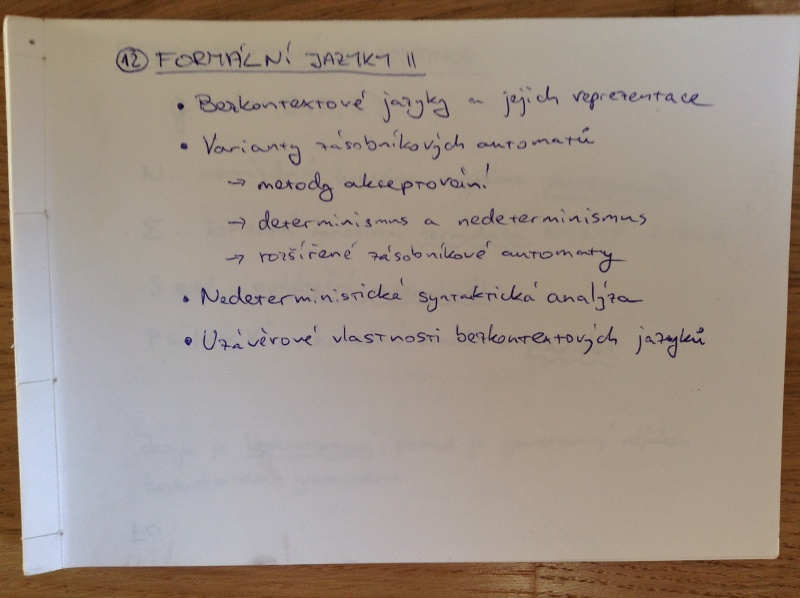 12 FORMÁLNÍ JAZYKY II
• Bezkontextové jazyky a jejich reprezentace
• Varianty zásobníkových automatů
→ metody akceptování
→ determinismus a nedeterminismus
→ rozšířené zásobníkové automaty
• Nedeterministická syntaktická analýza
• Uzávěrové vlastnosti bezkontextových jazyků